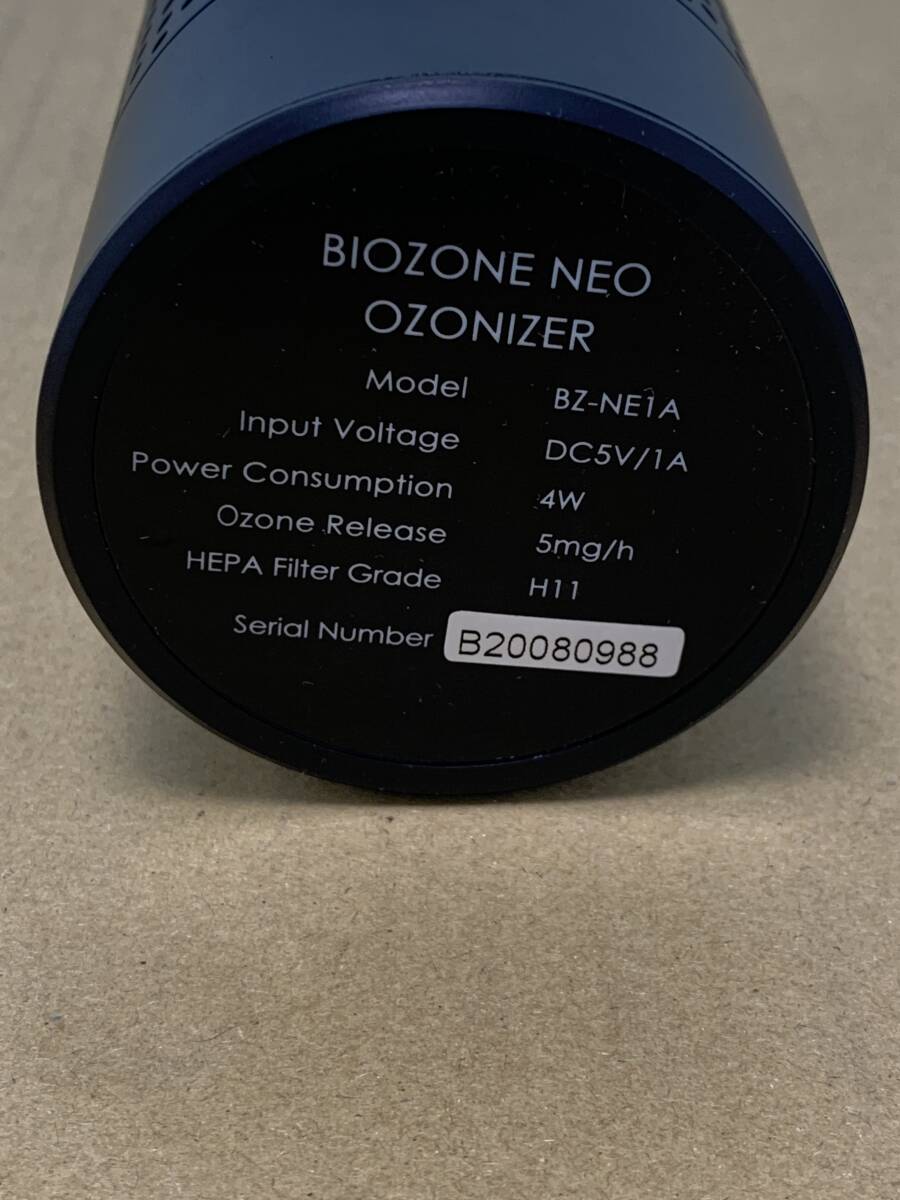 BIOZONE NEO
OZONIZER
Model BZ-NE1A
Input Voltage DC5V/1A
Power Consumption 4W
Ozone Release 5mg/h
HEPA Filter Grade H11
Serial Number B20080988